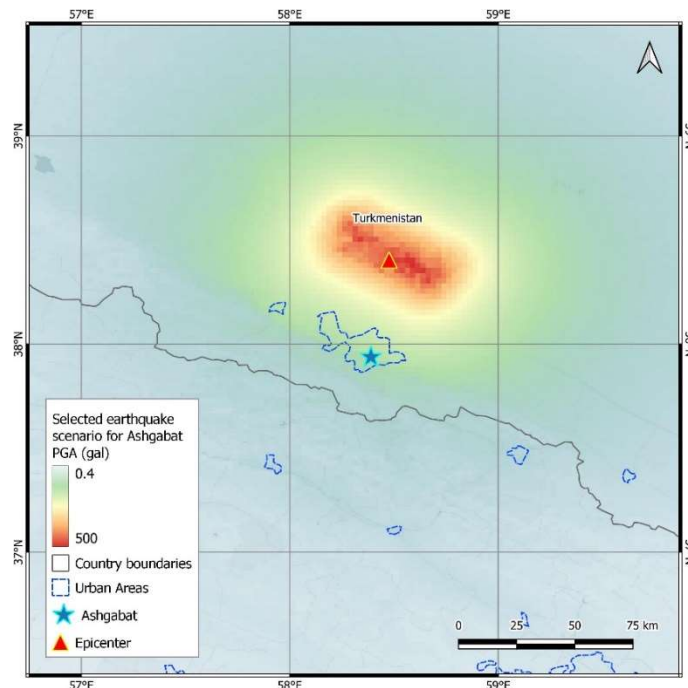 57°E 58°E 59°E
39°N
Turkmenistan
38°N
37°N
Selected earthquake
scenario for Ashgabat
PGA (gal)
0.4
500
Country boundaries
Urban Areas
Ashgabat
Epicenter
0 25 50 75 km
57°E 58°E 59°E